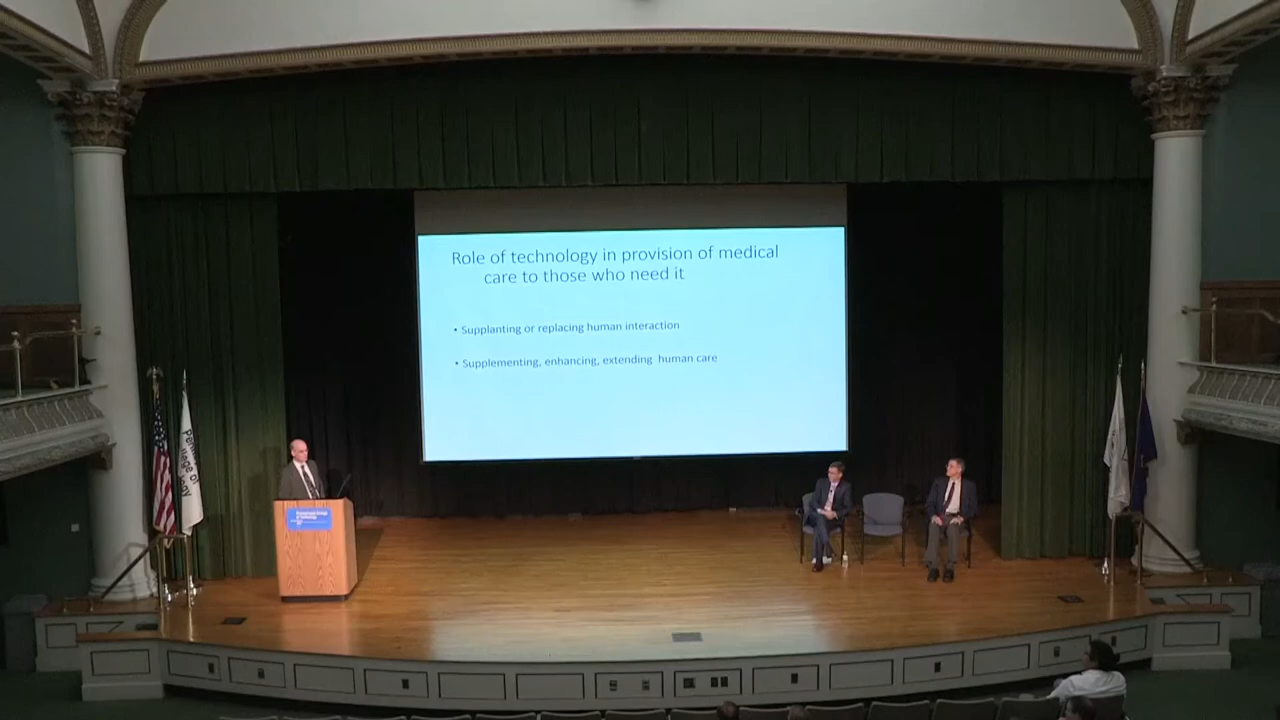 Role of technology in provision of medical
care to those who need it
• Supplanting or replacing human interaction
• Supplementing, enhancing, extending human care